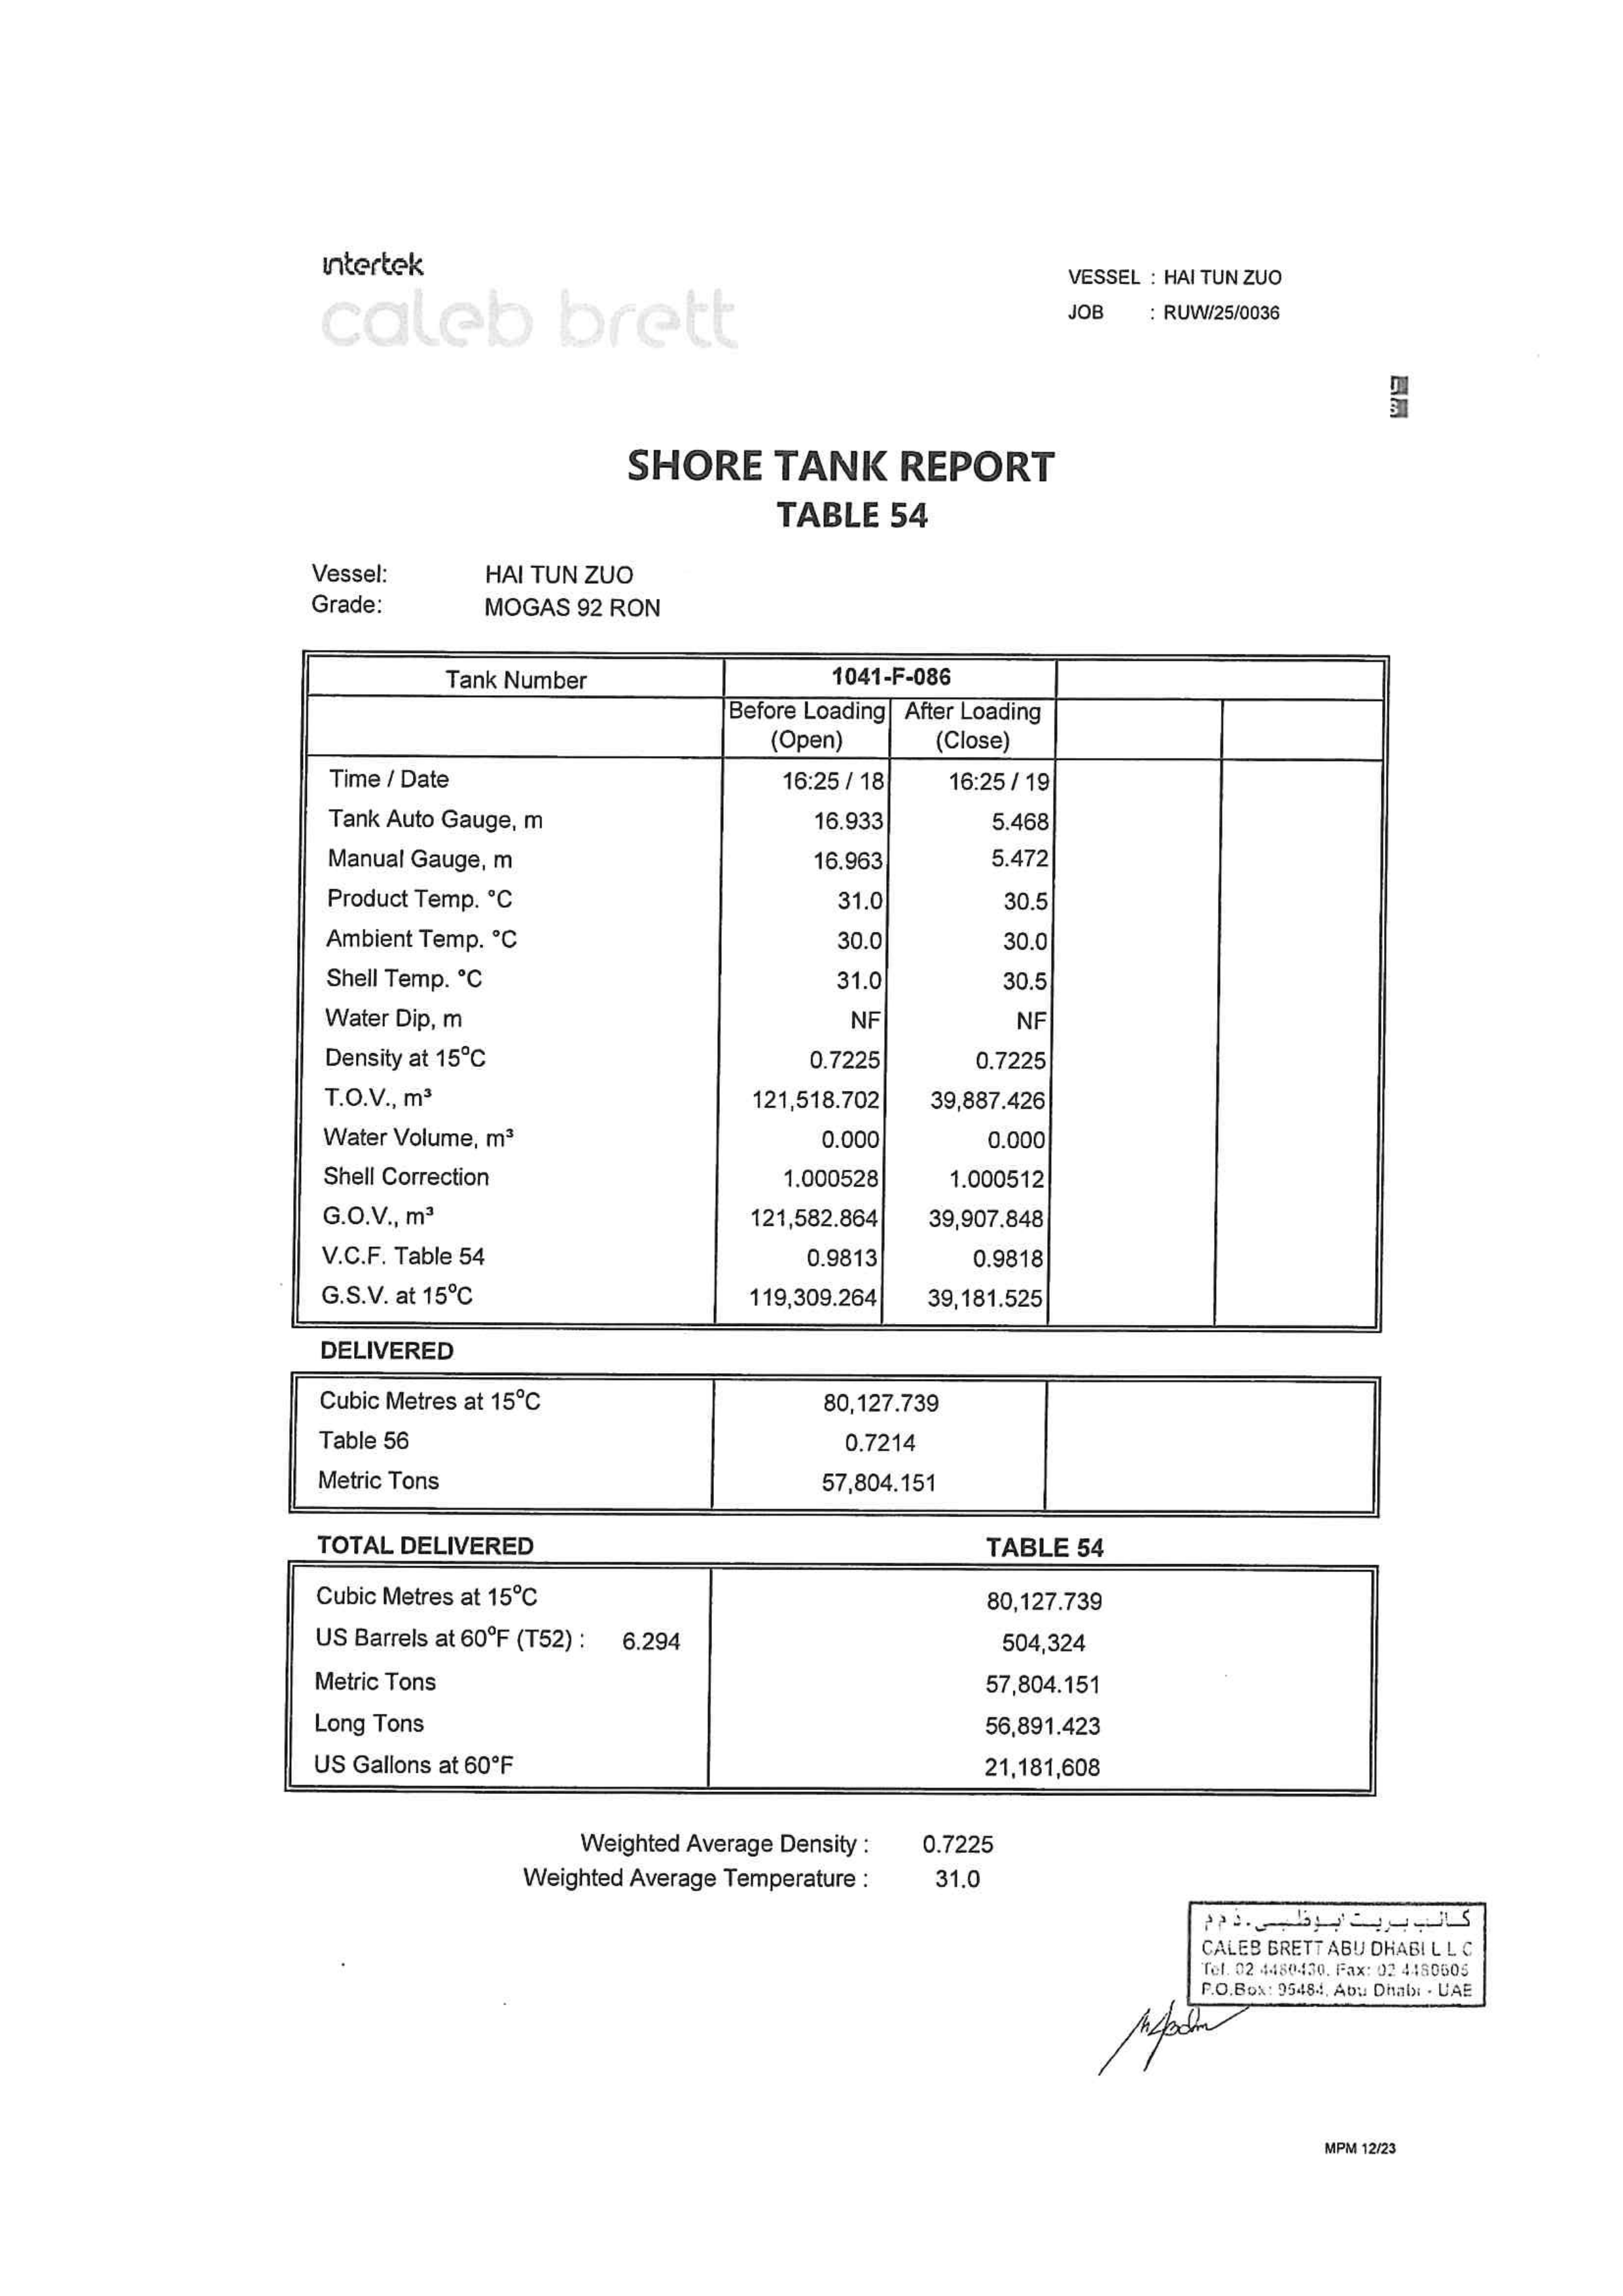 intertek
caleb brett
VESSEL : HAI TUN ZUO
JOB : RUW/25/0036
SHORE TANK REPORT
TABLE 54
Vessel: HAI TUN ZUO
Grade: MOGAS 92 RON
Tank Number 1041-F-086
Before Loading After Loading
(Open) (Close)
Time / Date 16:25 / 18 16:25 / 19
Tank Auto Gauge, m 16.933 5.468
Manual Gauge, m 16.963 5.472
Product Temp. °C 31.0 30.5
Ambient Temp. °C 30.0 30.0
Shell Temp. °C 31.0 30.5
Water Dip, m NF NF
Density at 15°C 0.7225 0.7225
T.O.V., m³ 121,518.702 39,887.426
Water Volume, m³ 0.000 0.000
Shell Correction 1.000528 1.000512
G.O.V., m³ 121,582.864 39,907.848
V.C.F. Table 54 0.9813 0.9818
G.S.V. at 15°C 119,309.264 39,181.525
DELIVERED
Cubic Metres at 15°C 80,127.739
Table 56 0.7214
Metric Tons 57,804.151
TOTAL DELIVERED TABLE 54
Cubic Metres at 15°C 80,127.739
US Barrels at 60°F (T52) : 6.294 504,324
Metric Tons 57,804.151
Long Tons 56,891.423
US Gallons at 60°F 21,181,608
Weighted Average Density : 0.7225
Weighted Average Temperature : 31.0
كالب بريت ابوظبي.ذ م م
CALEB BRETT ABU DHABI L L C
Tel. 02 4480430, Fax: 02 4480605
P.O.Box: 95484, Abu Dhabi - UAE
MPM 12/23